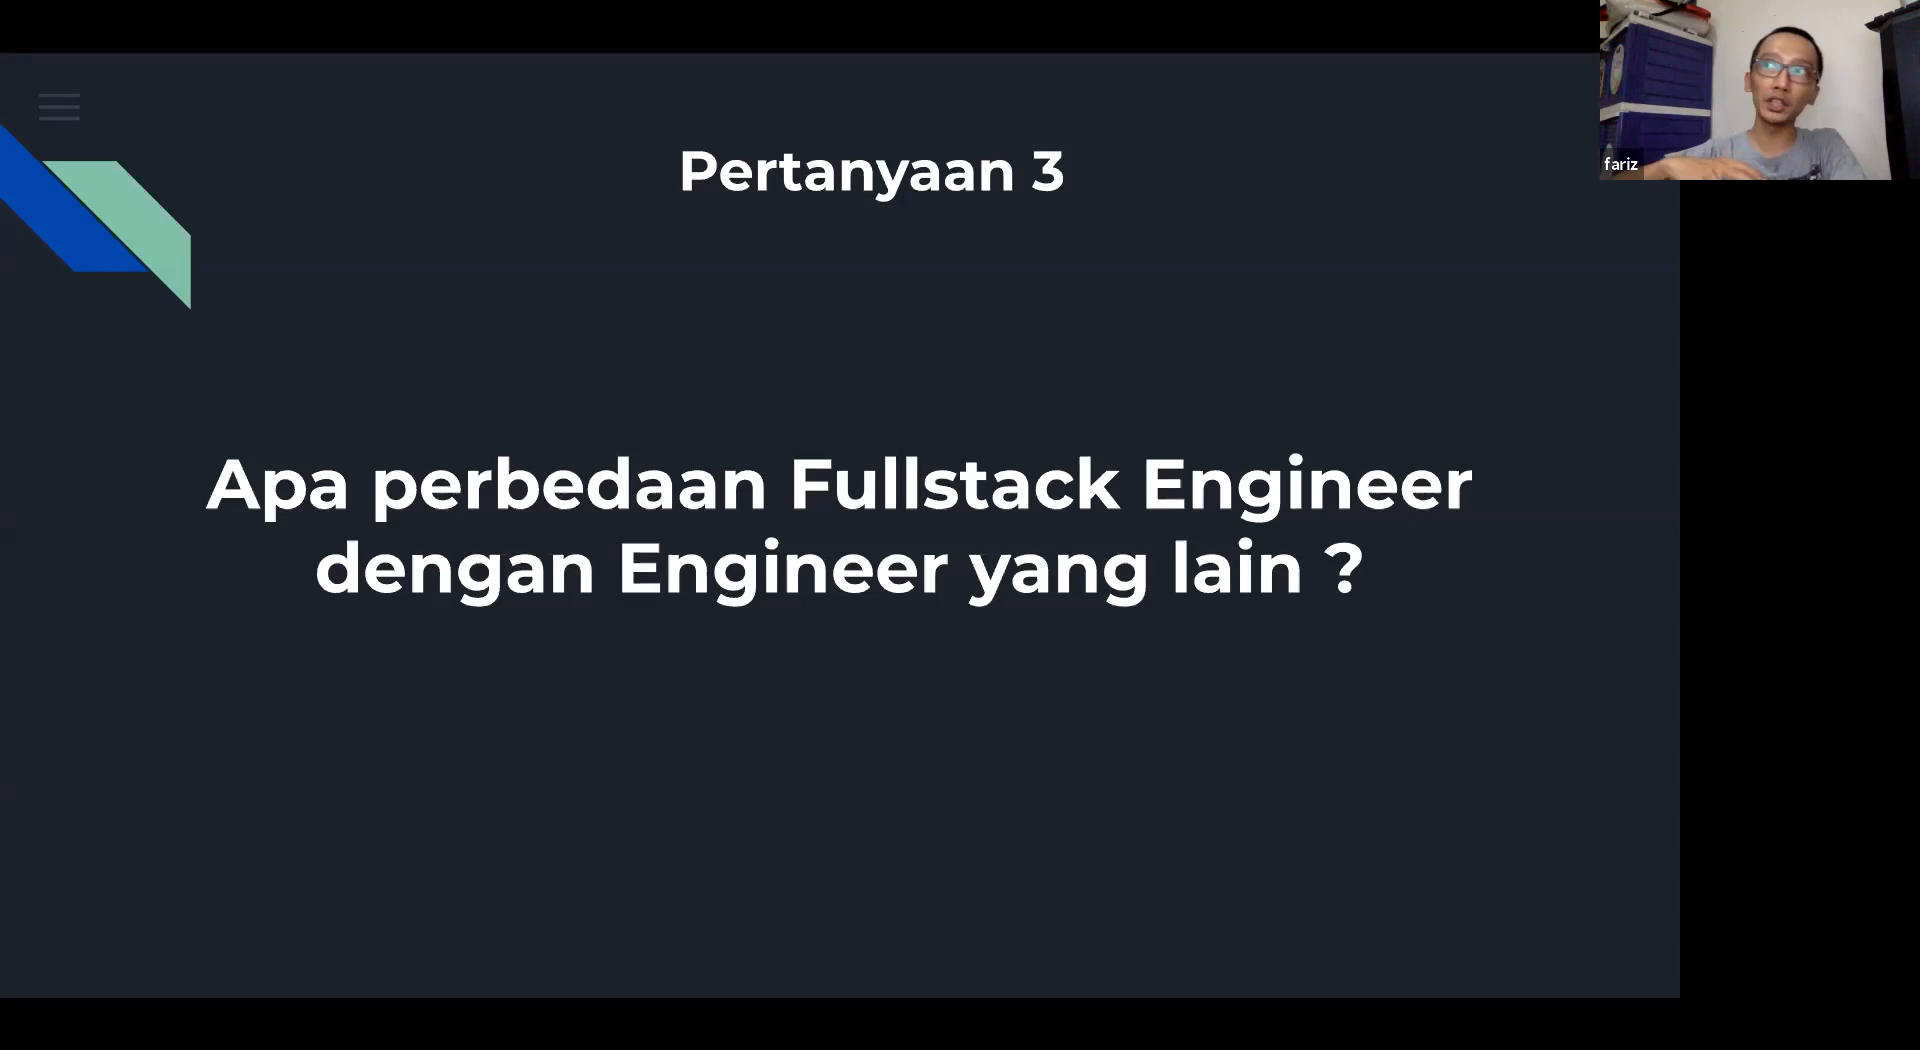 Pertanyaan 3
fariz
Apa perbedaan Fullstack Engineer
dengan Engineer yang lain ?